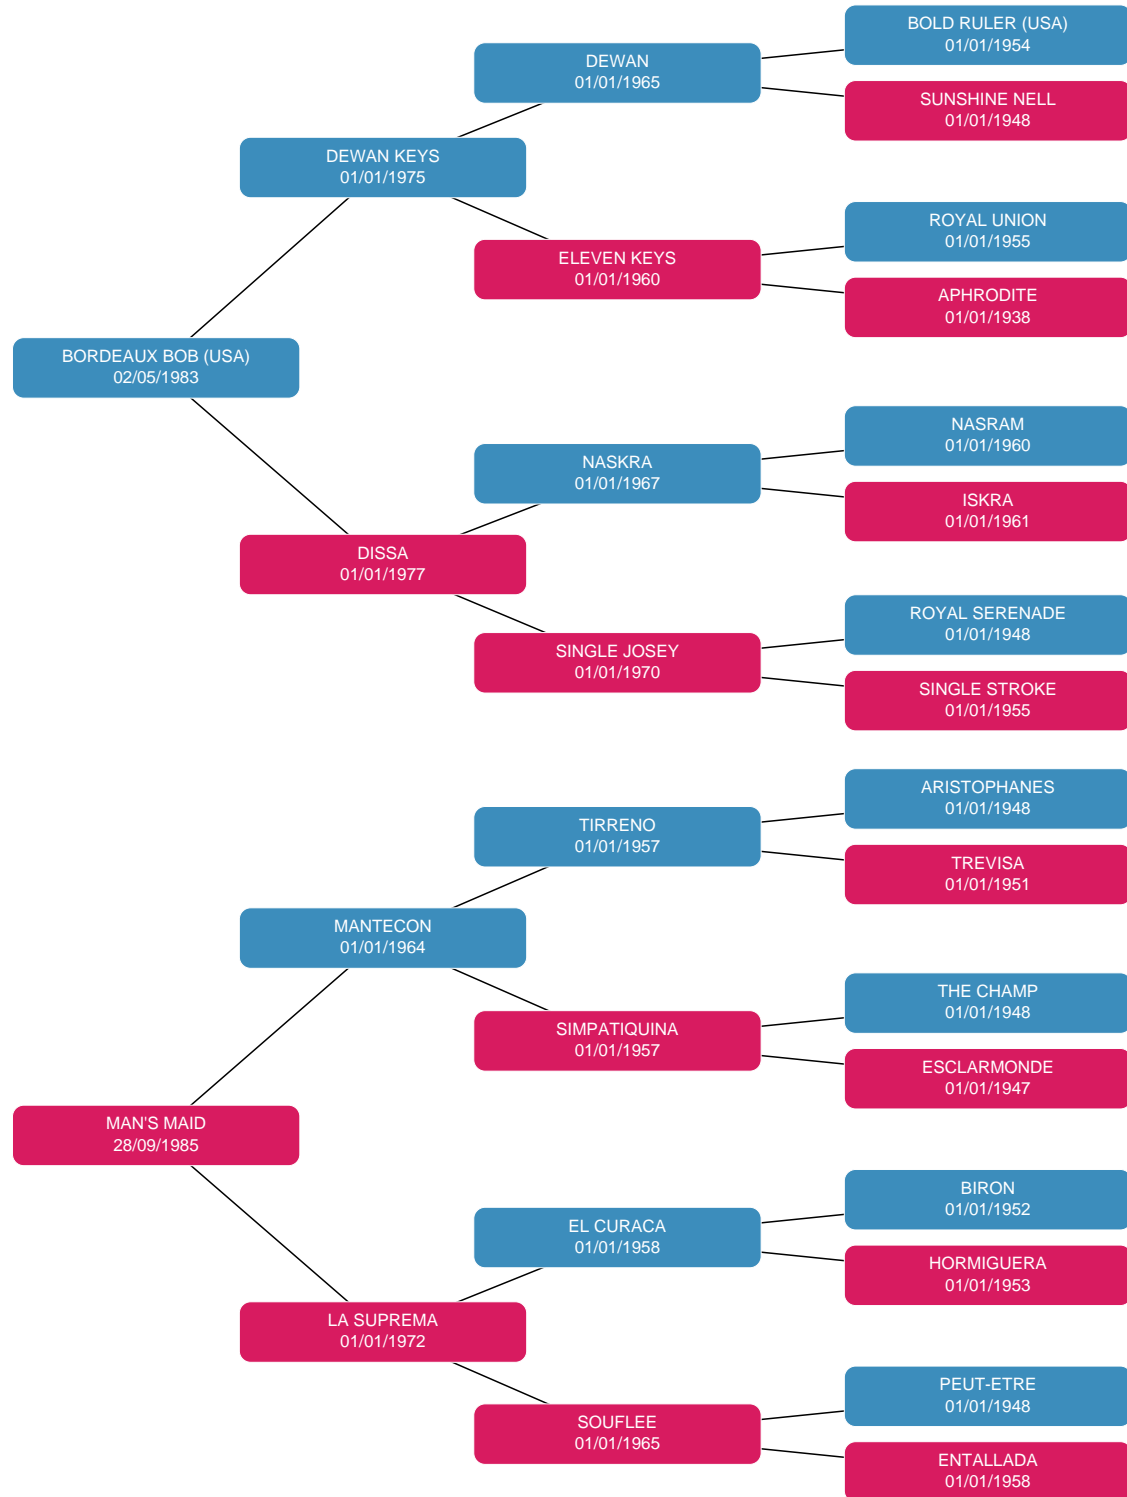 BOLD RULER (USA)
01/01/1954
DEWAN
01/01/1965
SUNSHINE NELL
01/01/1948
DEWAN KEYS
01/01/1975
ROYAL UNION
01/01/1955
ELEVEN KEYS
01/01/1960
APHRODITE
01/01/1938
BORDEAUX BOB (USA)
02/05/1983
NASRAM
01/01/1960
NASKRA
01/01/1967
ISKRA
01/01/1961
DISSA
01/01/1977
ROYAL SERENADE
01/01/1948
SINGLE JOSEY
01/01/1970
SINGLE STROKE
01/01/1955
ARISTOPHANES
01/01/1948
TIRRENO
01/01/1957
TREVISA
01/01/1951
MANTECON
01/01/1964
THE CHAMP
01/01/1948
SIMPATIQUINA
01/01/1957
ESCLARMONDE
01/01/1947
MAN'S MAID
28/09/1985
BIRON
01/01/1952
EL CURACA
01/01/1958
HORMIGUERA
01/01/1953
LA SUPREMA
01/01/1972
PEUT-ETRE
01/01/1948
SOUFLEE
01/01/1965
ENTALLADA
01/01/1958